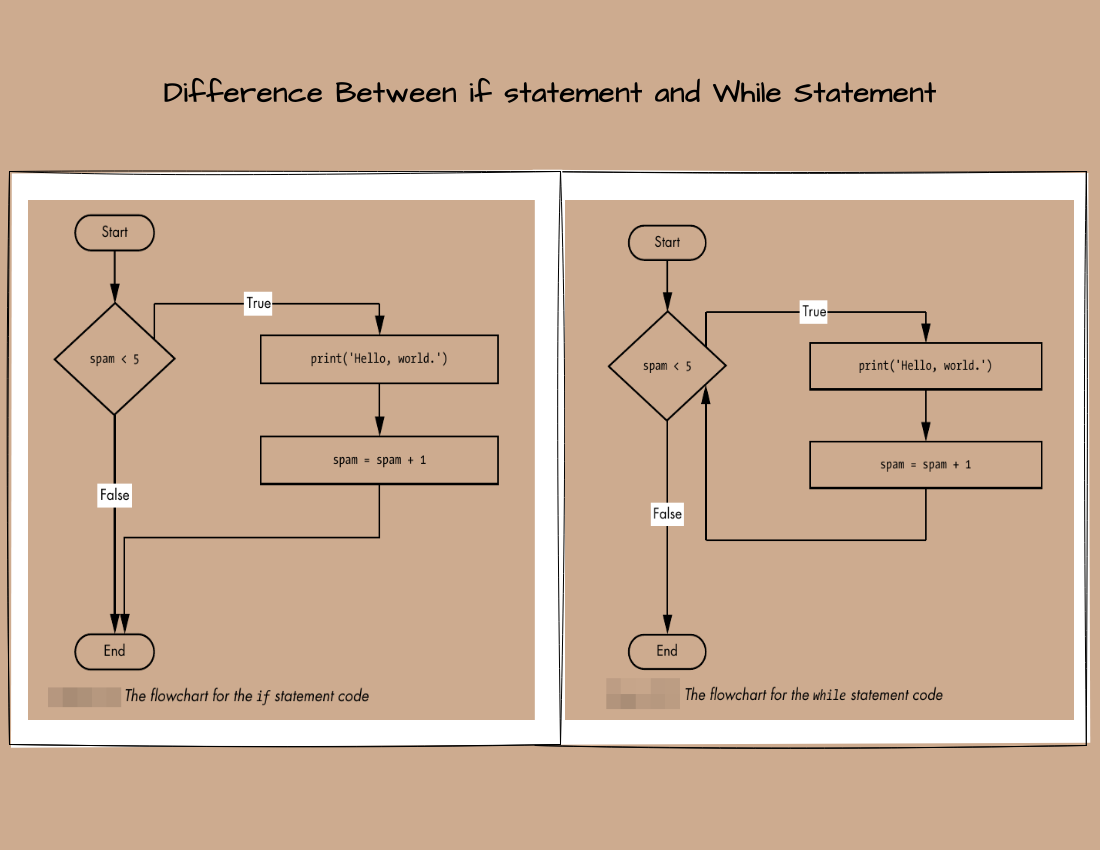 Difference Between if statement and While Statement
Start
True
spam < 5
print('Hello, world.')
spam = spam + 1
False
End
The flowchart for the if statement code
Start
True
spam < 5
print('Hello, world.')
spam = spam + 1
False
End
The flowchart for the while statement code